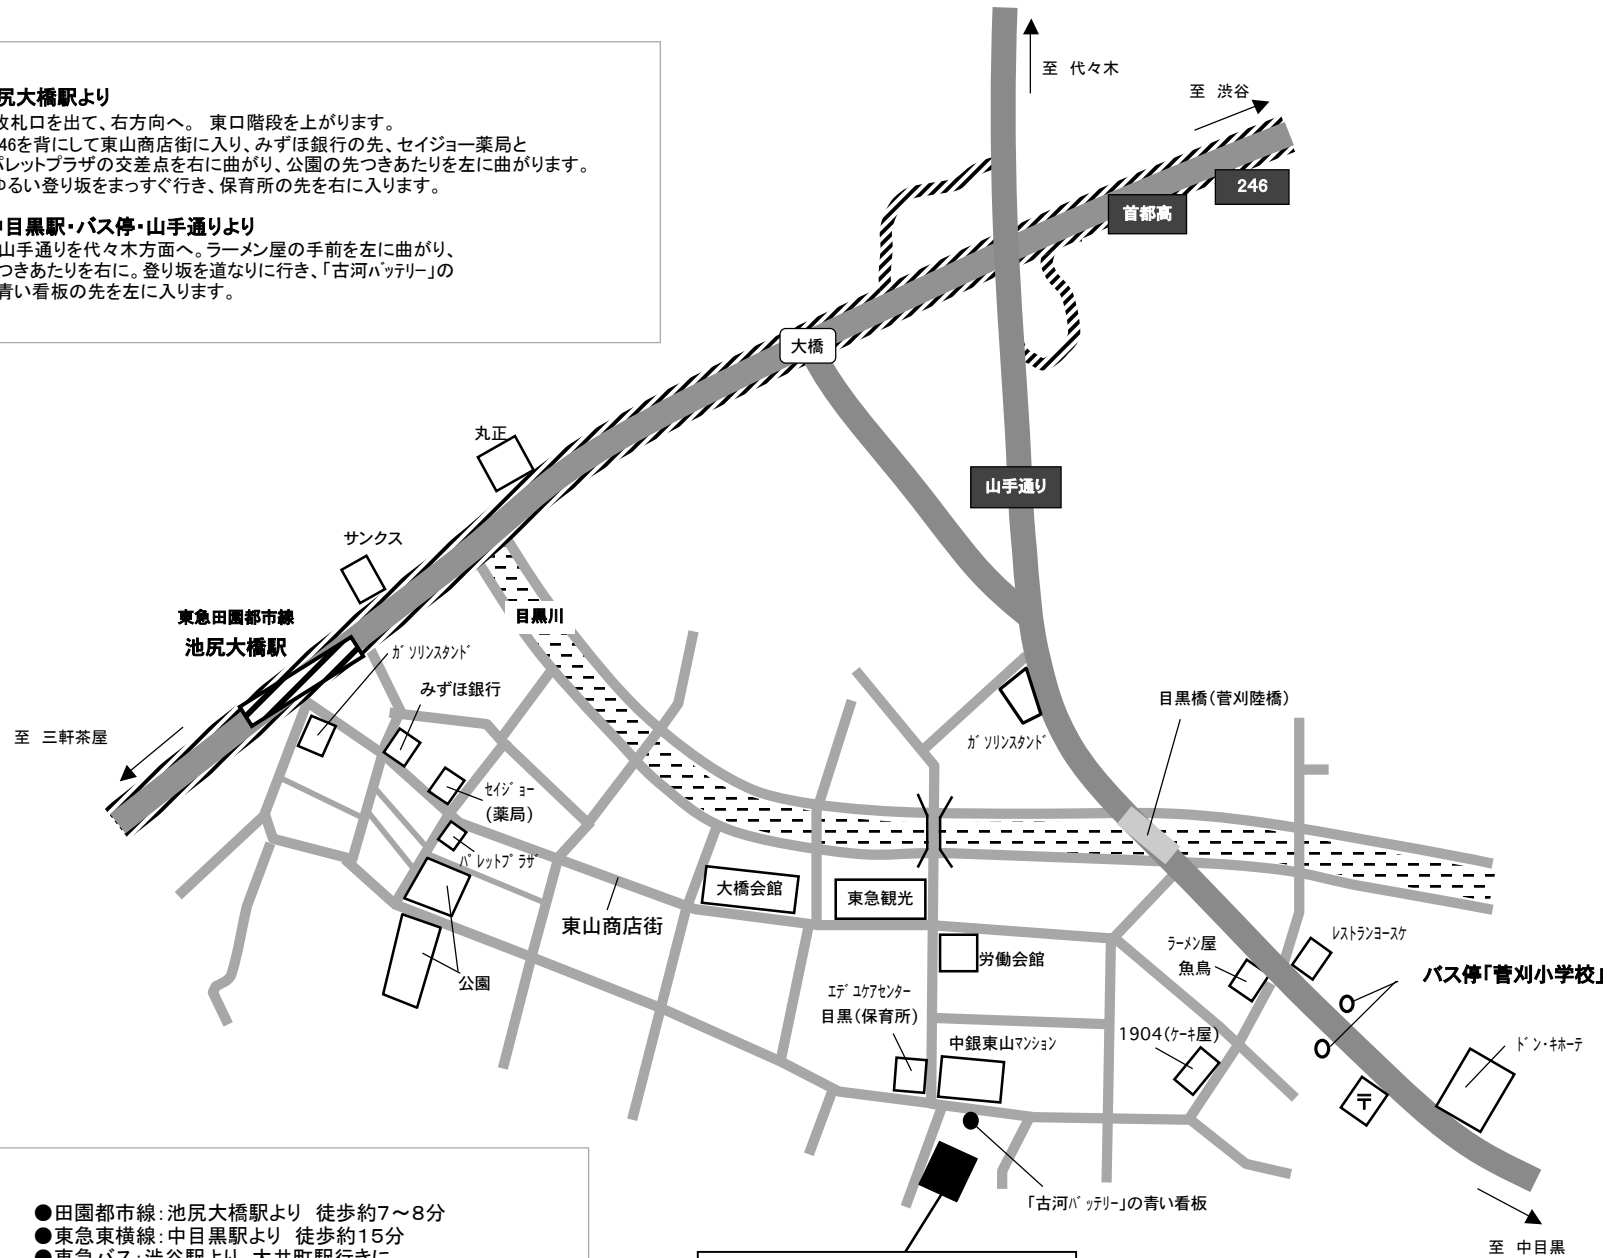 尻大橋駅より
改札口を出て、右方向へ。 東口階段を上がります。
46を背にして東山商店街に入り、みずほ銀行の先、セイジョー薬局と
パレットプラザの交差点を右に曲がり、公園の先つきあたりを左に曲がります。
ゆるい登り坂をまっすぐ行き、保育所の先を右に入ります。
中目黒駅・バス停・山手通りより
山手通りを代々木方面へ。ラーメン屋の手前を左に曲がり、
つきあたりを右に。登り坂を道なりに行き、「古河バッテリー」の
青い看板の先を左に入ります。
至 代々木
至 渋谷
246
首都高
大橋
丸正
山手通り
サンクス
東急田園都市線
池尻大橋駅
目黒川
ガソリンスタンド
みずほ銀行
至 三軒茶屋
セイジョー
(薬局)
パレットプラザ
目黒橋(菅刈陸橋)
ガソリンスタンド
大橋会館
東急観光
東山商店街
公園
労働会館
エデュケアセンター
目黒(保育所)
中銀東山マンション
ラーメン屋
魚鳥
レストランヨースケ
バス停「菅刈小学校」
1904(ケーキ屋)
ドン・キホーテ
〒
「古河バッテリー」の青い看板
至 中目黒
●田園都市線:池尻大橋駅より 徒歩約7〜8分
●東急東横線:中目黒駅より 徒歩約15分
●東急バス:渋谷駅より 大井町駅行きに